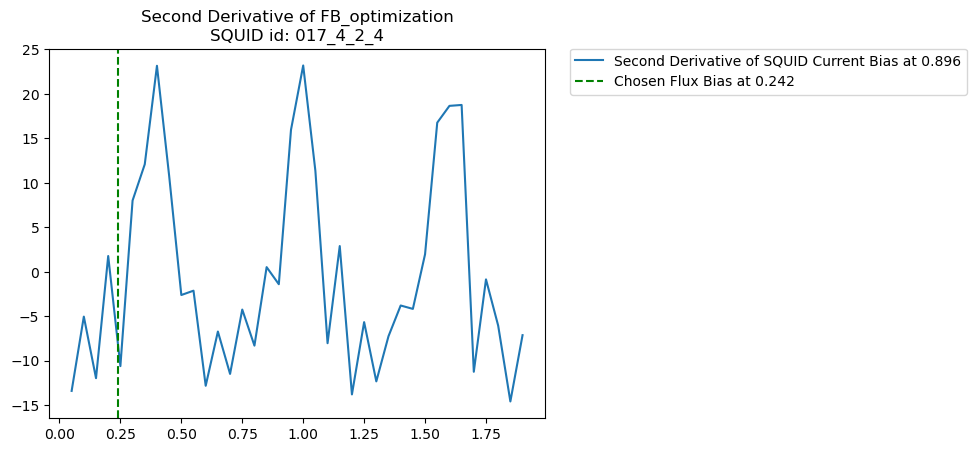 Second Derivative of FB_optimization
SQUID id: 017_4_2_4
Second Derivative of SQUID Current Bias at 0.896
Chosen Flux Bias at 0.242
25
20
15
10
5
0
−5
−10
−15
0.00 0.25 0.50 0.75 1.00 1.25 1.50 1.75